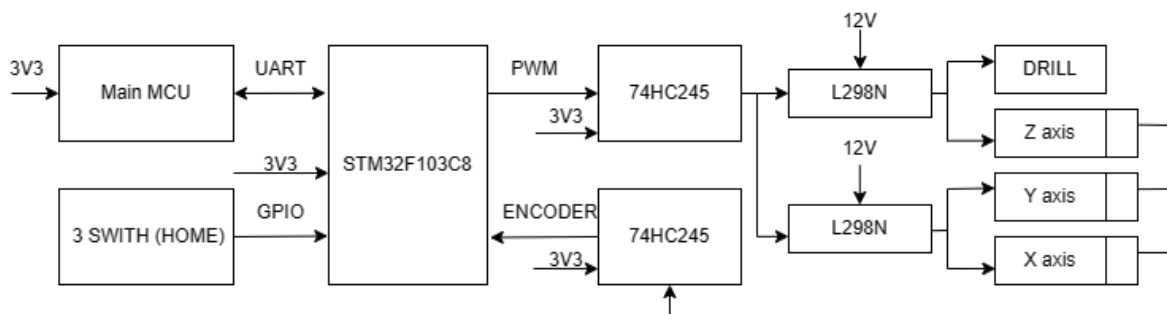 12V
3V3
Main MCU
UART
STM32F103C8
PWM
74HC245
3V3
L298N
DRILL
Z axis
3V3
12V
3 SWITH (HOME)
GPIO
ENCODER
74HC245
3V3
L298N
Y axis
X axis